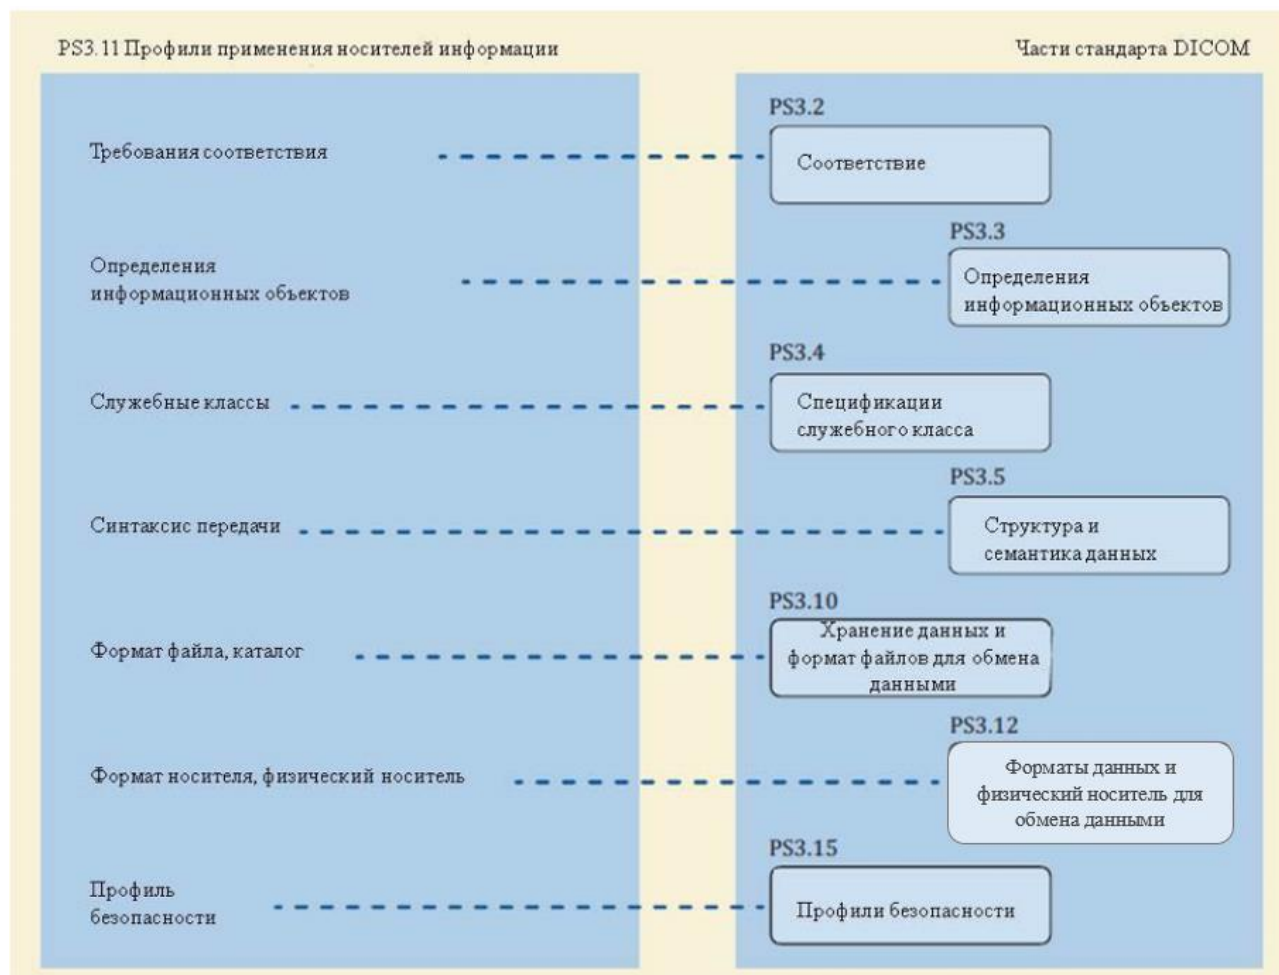 PS3.11 Профили применения носителей информации
Части стандарта DICOM
PS3.2
Требования соответствия
Соответствие
PS3.3
Определения
информационных объектов
Определения
информационных объектов
PS3.4
Служебные классы
Спецификации
служебного класса
PS3.5
Синтаксис передачи
Структура и
семантика данных
PS3.10
Формат файла, каталог
Хранение данных и
формат файлов для обмена
данными
PS3.12
Формат носителя, физический носитель
Форматы данных и
физический носитель для
обмена данными
PS3.15
Профиль
безопасности
Профили безопасности